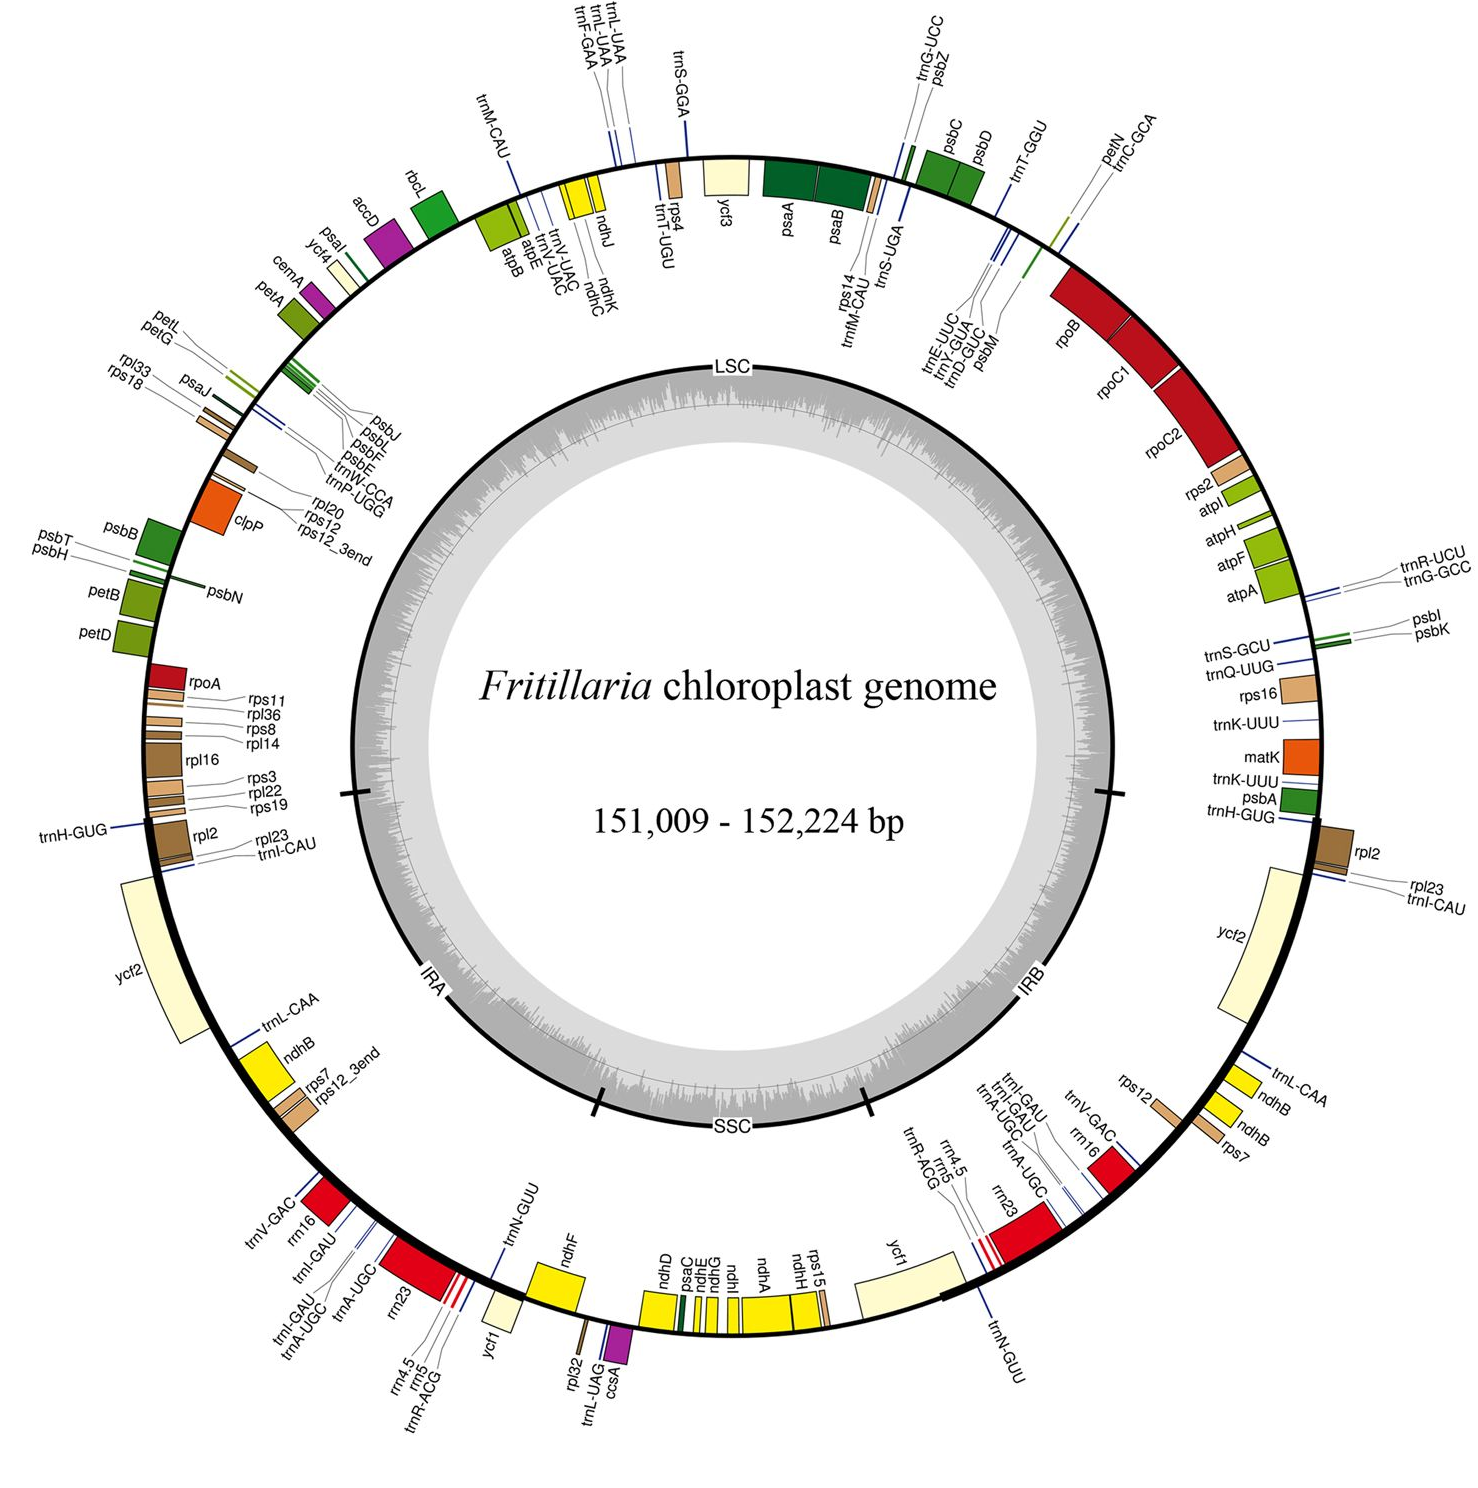 trnF-GAA
trnL-UAA
trnL-UAA
trnS-GGA
trnG-UCC
psbZ
psbC
psbD
trnT-GGU
petN
trnC-GCA
trnM-CAU
rbcL
accD
psaI
ycf4
cemA
petA
petL
petG
rpl33
rps18
psaJ
psbB
psbT
psbH
petB
petD
atpB
atpE
trnV-UAC
trnV-UAC
ndhC
ndhK
ndhJ
trnT-UGU
rps4
ycf3
psaA
psaB
rps14
trnfM-CAU
trnS-UGA
trnE-UUC
trnY-GUA
trnD-GUC
psbM
rpoB
rpoC1
rpoC2
rps2
atpI
atpH
atpF
atpA
trnR-UCU
trnG-GCC
psbI
psbK
trnS-GCU
trnQ-UUG
rps16
trnK-UUU
matK
trnK-UUU
psbA
trnH-GUG
rpl2
rpl23
trnI-CAU
ycf2
psbJ
psbL
psbF
psbE
trnW-CCA
trnP-UGG
rpl20
rps12
rps12_3end
clpP
psbN
rpoA
rps11
rpl36
rps8
rpl14
rpl16
rps3
rpl22
rps19
trnH-GUG
rpl2
rpl23
trnI-CAU
ycf2
LSC
Fritillaria chloroplast genome
151,009 - 152,224 bp
IRA
IRB
SSC
trnL-CAA
ndhB
rps7
rps12_3end
trnV-GAC
rrn16
trnI-GAU
trnI-GAU
trnA-UGC
trnA-UGC
rrn23
rrn4.5
rrn5
trnR-ACG
trnN-GUU
ycf1
ndhF
rpl32
trnL-UAG
ccsA
ndhD
psaC
ndhE
ndhG
ndhI
ndhA
ndhH
rps15
ycf1
trnN-GUU
trnR-ACG
rrn5
rrn4.5
rrn23
trnA-UGC
trnA-UGC
trnI-GAU
trnI-GAU
rrn16
trnV-GAC
rps12
rps7
ndhB
ndhB
trnL-CAA